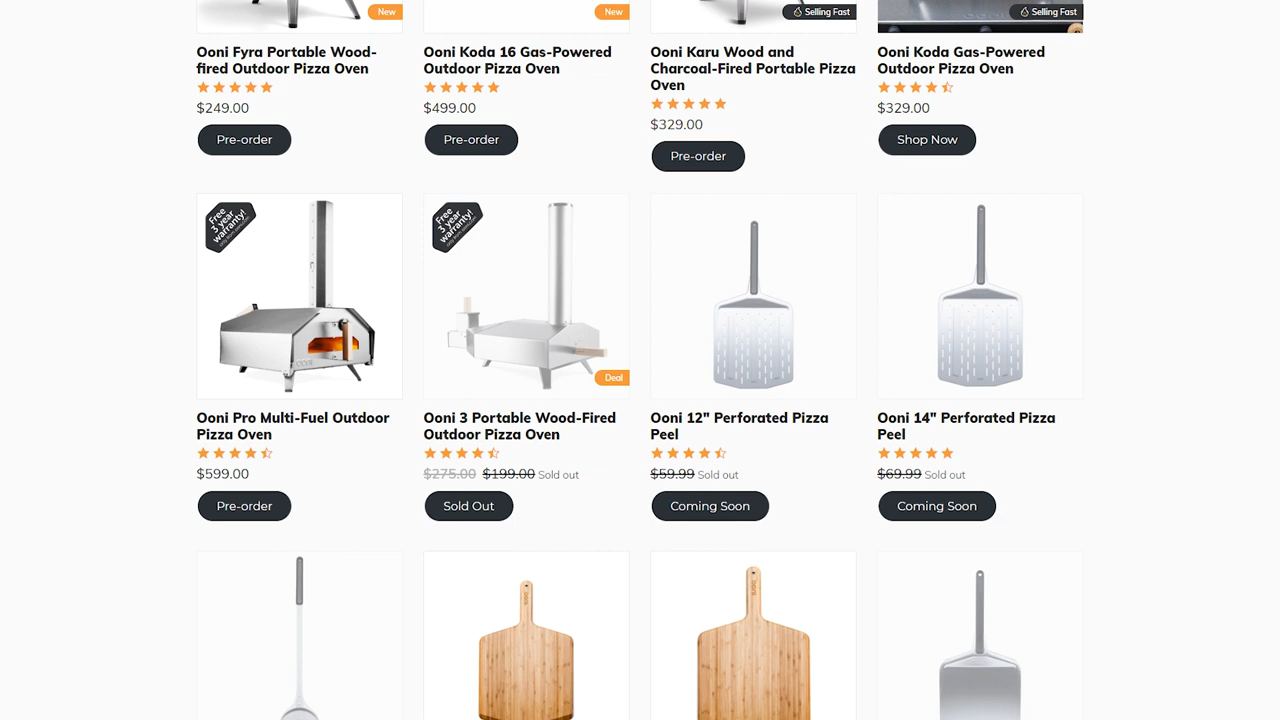 New
New
Selling Fast
Selling Fast
Ooni Fyra Portable Wood-
fired Outdoor Pizza Oven
$249.00
Pre-order
Ooni Koda 16 Gas-Powered
Outdoor Pizza Oven
$499.00
Pre-order
Ooni Karu Wood and
Charcoal-Fired Portable Pizza
Oven
$329.00
Pre-order
Ooni Koda Gas-Powered
Outdoor Pizza Oven
$329.00
Shop Now
Free
3 year
warranty!
Ooni Pro Multi-Fuel Outdoor
Pizza Oven
$599.00
Pre-order
Free
3 year
warranty!
Deal
Ooni 3 Portable Wood-Fired
Outdoor Pizza Oven
$275.00 $199.00 Sold out
Sold Out
Ooni 12" Perforated Pizza
Peel
$59.99 Sold out
Coming Soon
Ooni 14" Perforated Pizza
Peel
$69.99 Sold out
Coming Soon